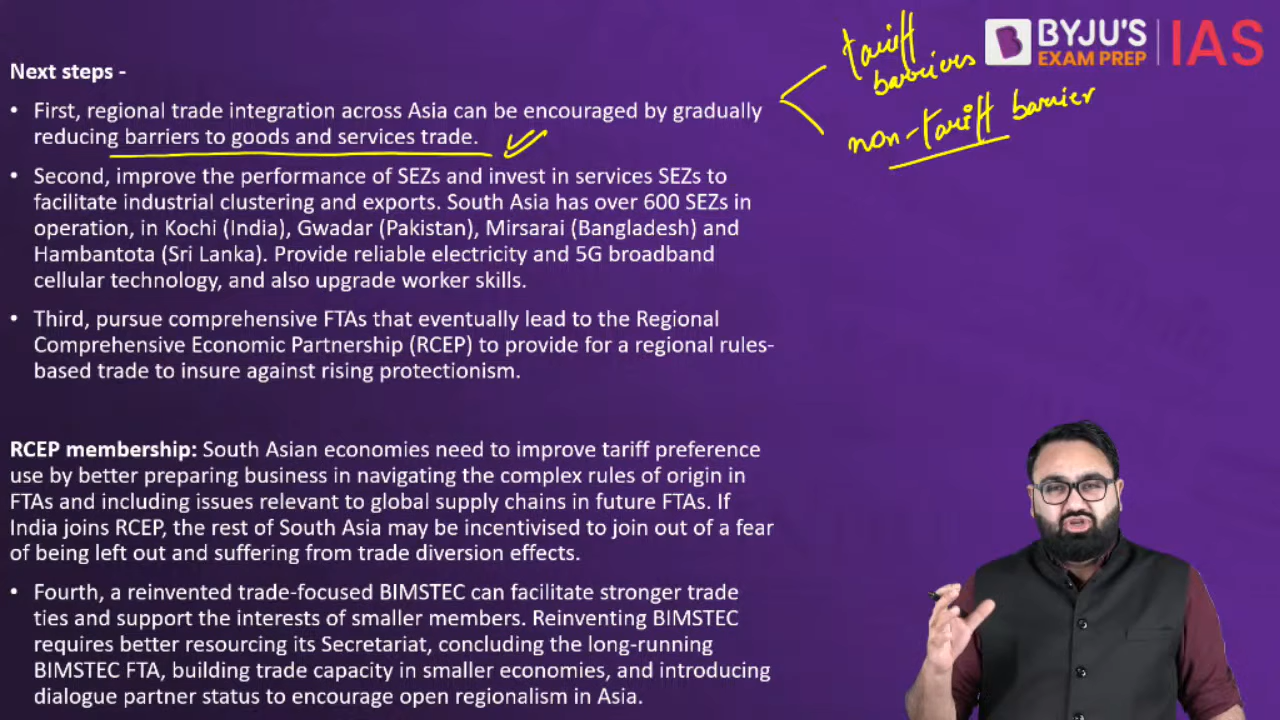 BYJU'S
EXAM PREP
IAS
tariff
barriers
non-tariff barrier
Next steps -
• First, regional trade integration across Asia can be encouraged by gradually
reducing barriers to goods and services trade.
• Second, improve the performance of SEZs and invest in services SEZs to
facilitate industrial clustering and exports. South Asia has over 600 SEZs in
operation, in Kochi (India), Gwadar (Pakistan), Mirsarai (Bangladesh) and
Hambantota (Sri Lanka). Provide reliable electricity and 5G broadband
cellular technology, and also upgrade worker skills.
• Third, pursue comprehensive FTAs that eventually lead to the Regional
Comprehensive Economic Partnership (RCEP) to provide for a regional rules-
based trade to insure against rising protectionism.
RCEP membership: South Asian economies need to improve tariff preference
use by better preparing business in navigating the complex rules of origin in
FTAs and including issues relevant to global supply chains in future FTAs. If
India joins RCEP, the rest of South Asia may be incentivised to join out of a fear
of being left out and suffering from trade diversion effects.
• Fourth, a reinvented trade-focused BIMSTEC can facilitate stronger trade
ties and support the interests of smaller members. Reinventing BIMSTEC
requires better resourcing its Secretariat, concluding the long-running
BIMSTEC FTA, building trade capacity in smaller economies, and introducing
dialogue partner status to encourage open regionalism in Asia.